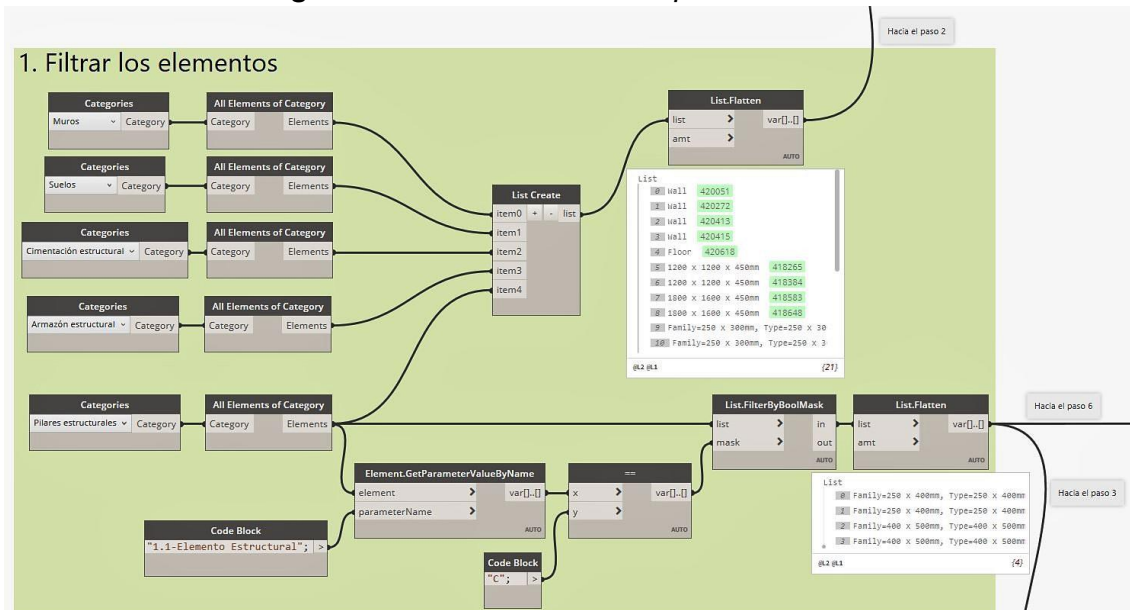 Hacia el paso 2
1. Filtrar los elementos
Categories
Muros
Category
All Elements of Category
Category Elements
List.Flatten
list > var[]..[]
amt >
AUTO
Categories
Suelos
Category
All Elements of Category
Category Elements
List Create
item0 + - list
item1
item2
item3
item4
List
0 Wall 420051
1 Wall 420272
2 Wall 420413
3 Wall 420415
4 Floor 420618
5 1200 x 1200 x 450mm 418265
6 1200 x 1200 x 450mm 418384
7 1800 x 1600 x 450mm 418583
8 1800 x 1600 x 450mm 418648
9 Family=250 x 300mm, Type=250 x 30
10 Family=250 x 300mm, Type=250 x 3
@L2 @L1 {21}
Categories
Cimentación estructural
Category
All Elements of Category
Category Elements
Categories
Armazón estructural
Category
All Elements of Category
Category Elements
Categories
Pilares estructurales
Category
All Elements of Category
Category Elements
List.FilterByBoolMask
list > in
mask > out
AUTO
List.Flatten
list > var[]..[]
amt >
AUTO
Hacia el paso 6
Element.GetParameterValueByName
element > var[]..[]
parameterName >
AUTO
==
x > var[]..[]
y >
AUTO
List
0 Family=250 x 400mm, Type=250 x 400mm
1 Family=250 x 400mm, Type=250 x 400mm
2 Family=400 x 500mm, Type=400 x 500mm
3 Family=400 x 500mm, Type=400 x 500mm
@L2 @L1 {4}
Hacia el paso 3
Code Block
"1.1-Elemento Estructural"; >
Code Block
"C"; >